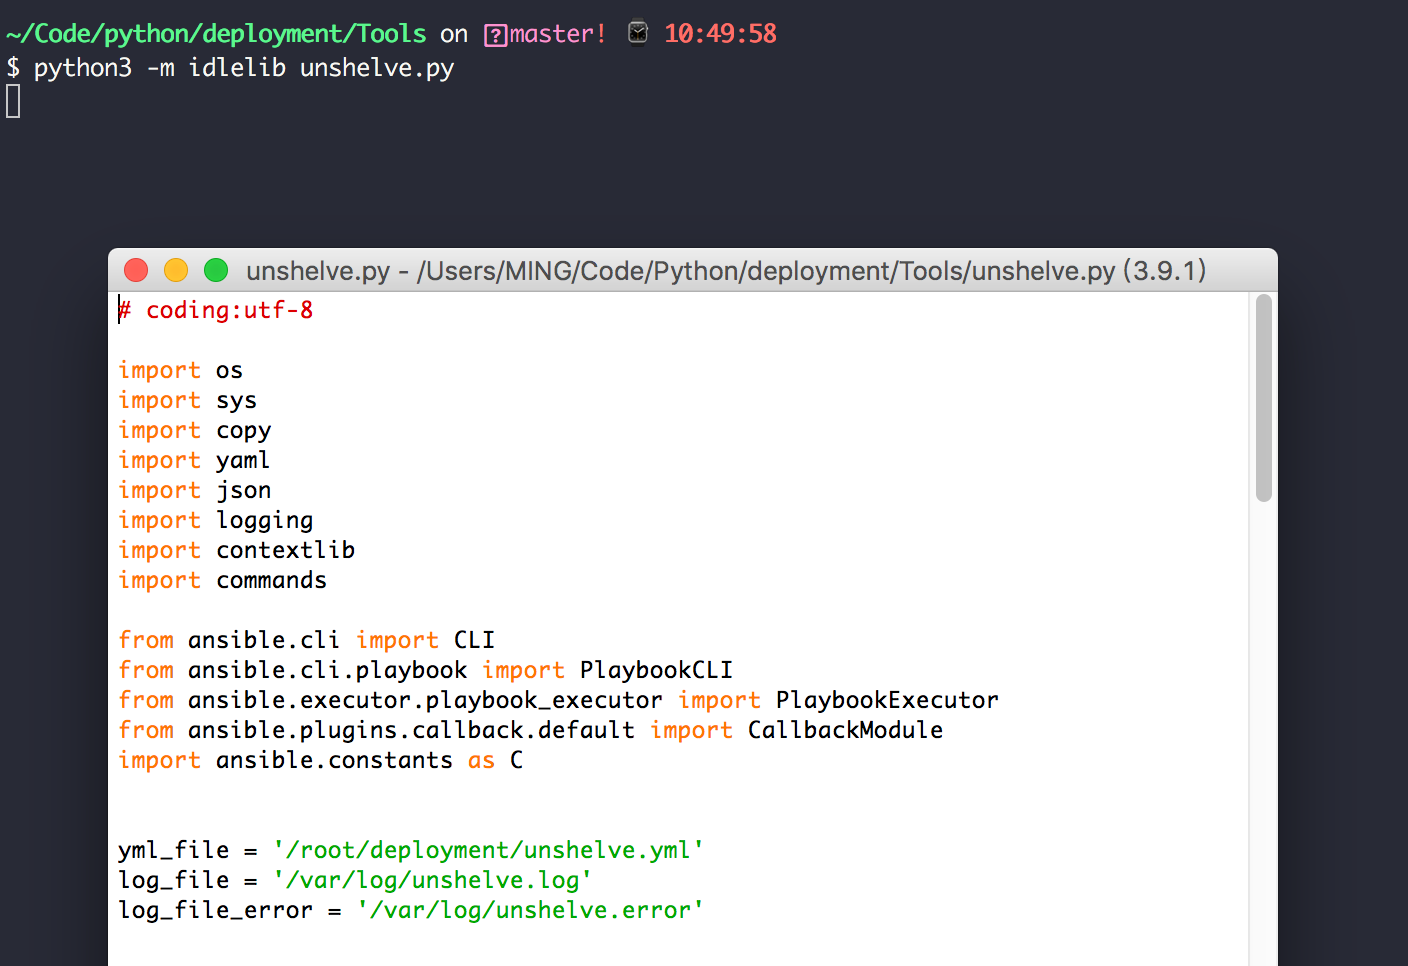 ~/Code/python/deployment/Tools on ?master! ⌚ 10:49:58
$ python3 -m idlelib unshelve.py
unshelve.py - /Users/MING/Code/Python/deployment/Tools/unshelve.py (3.9.1)
# coding:utf-8
import os
import sys
import copy
import yaml
import json
import logging
import contextlib
import commands
from ansible.cli import CLI
from ansible.cli.playbook import PlaybookCLI
from ansible.executor.playbook_executor import PlaybookExecutor
from ansible.plugins.callback.default import CallbackModule
import ansible.constants as C
yml_file = '/root/deployment/unshelve.yml'
log_file = '/var/log/unshelve.log'
log_file_error = '/var/log/unshelve.error'